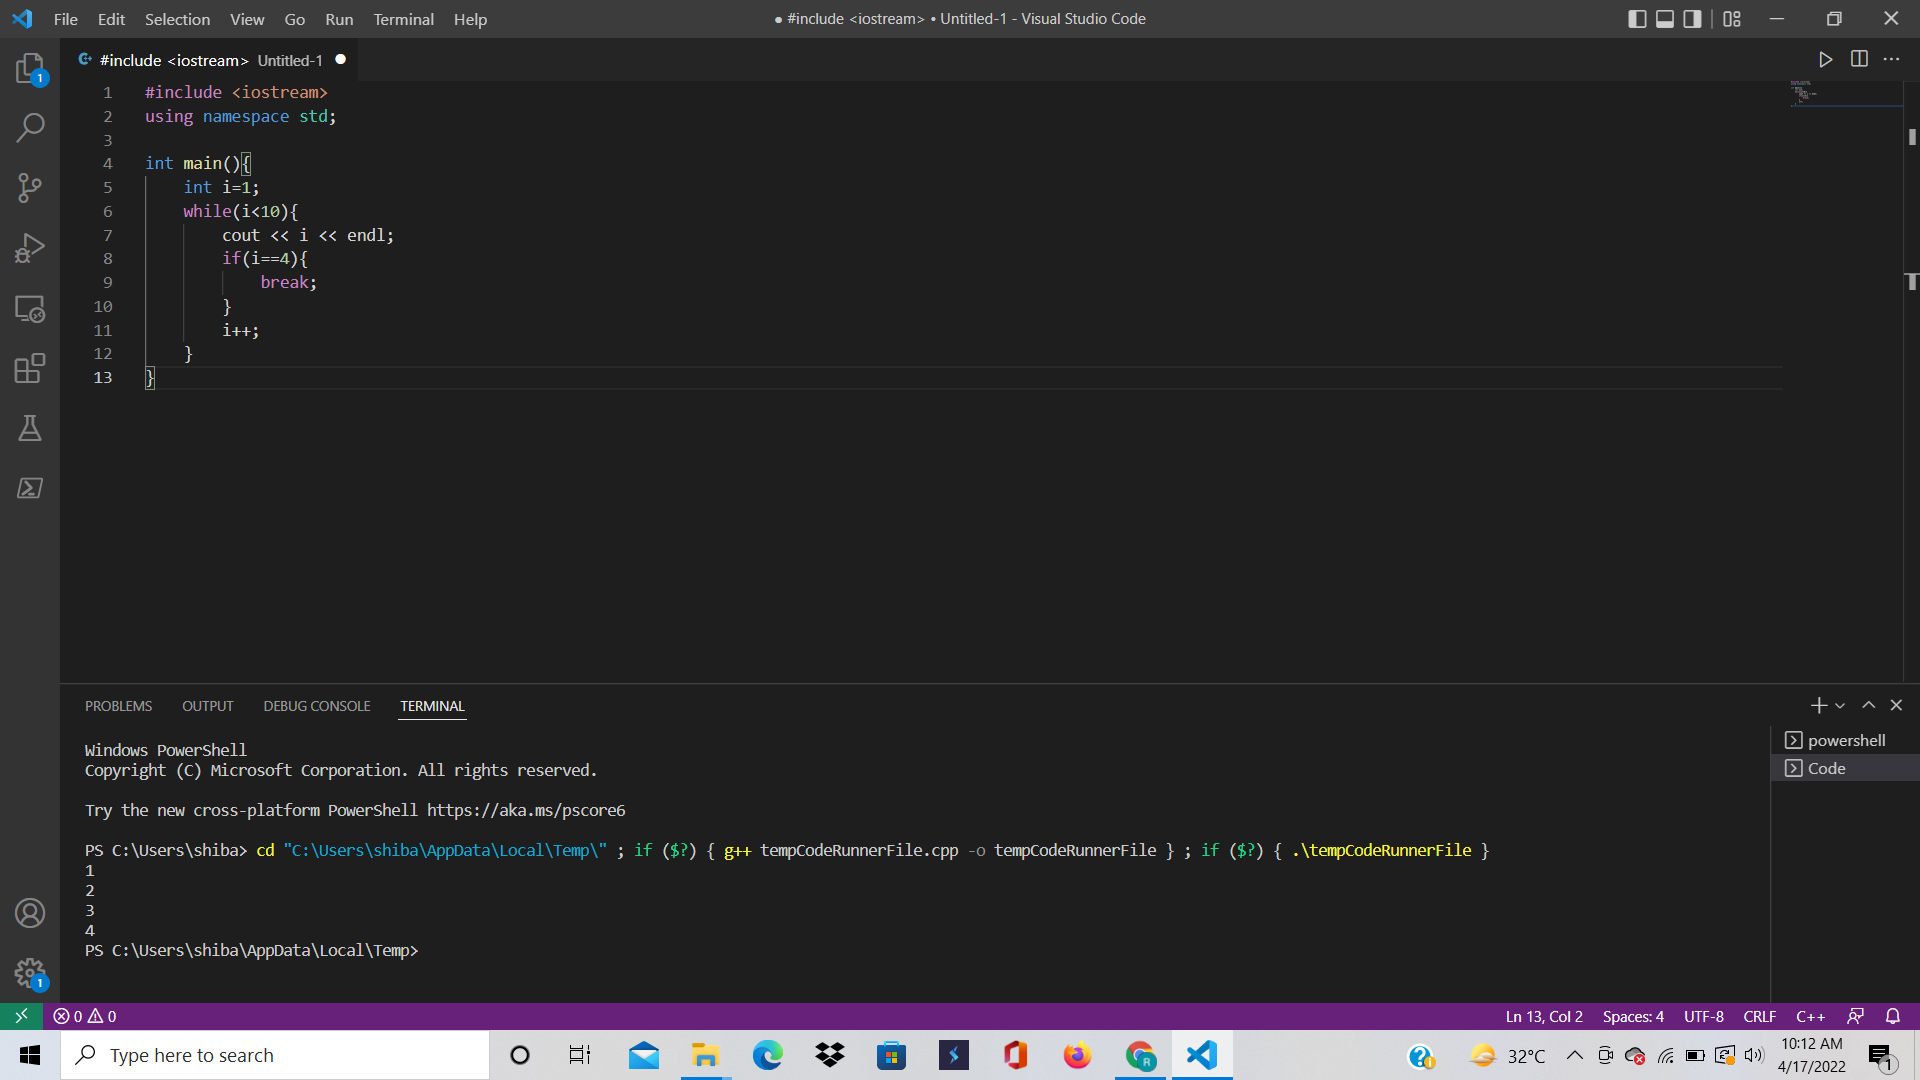 File Edit Selection View Go Run Terminal Help
● #include <iostream> • Untitled-1 - Visual Studio Code
1
#include <iostream> Untitled-1 ●
1 #include <iostream>
2 using namespace std;
3
4 int main(){
5 int i=1;
6 while(i<10){
7 cout << i << endl;
8 if(i==4){
9 break;
10 }
11 i++;
12 }
13 }
PROBLEMS OUTPUT DEBUG CONSOLE TERMINAL
Windows PowerShell
Copyright (C) Microsoft Corporation. All rights reserved.
Try the new cross-platform PowerShell https://aka.ms/pscore6
PS C:\Users\shiba> cd "C:\Users\shiba\AppData\Local\Temp\" ; if ($?) { g++ tempCodeRunnerFile.cpp -o tempCodeRunnerFile } ; if ($?) { .\tempCodeRunnerFile }
1
2
3
4
PS C:\Users\shiba\AppData\Local\Temp>
powershell
Code
1
0 0
Ln 13, Col 2 Spaces: 4 UTF-8 CRLF C++
Type here to search
R
32°C
10:12 AM
4/17/2022
1